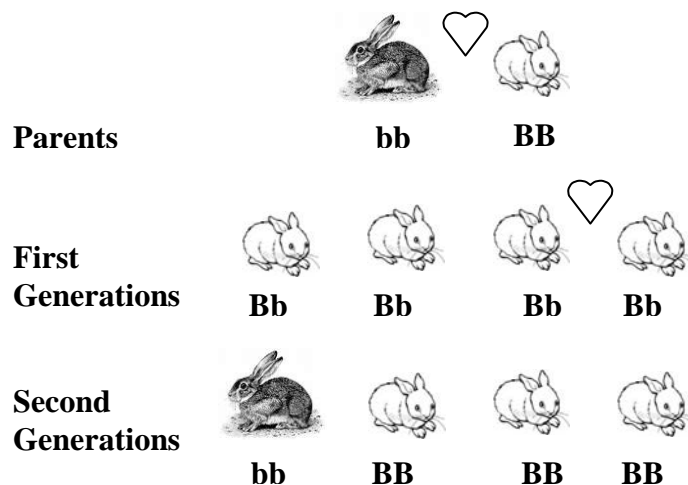 Parents bb BB
First
Generations
Bb Bb Bb Bb
Second
Generations
bb BB BB BB